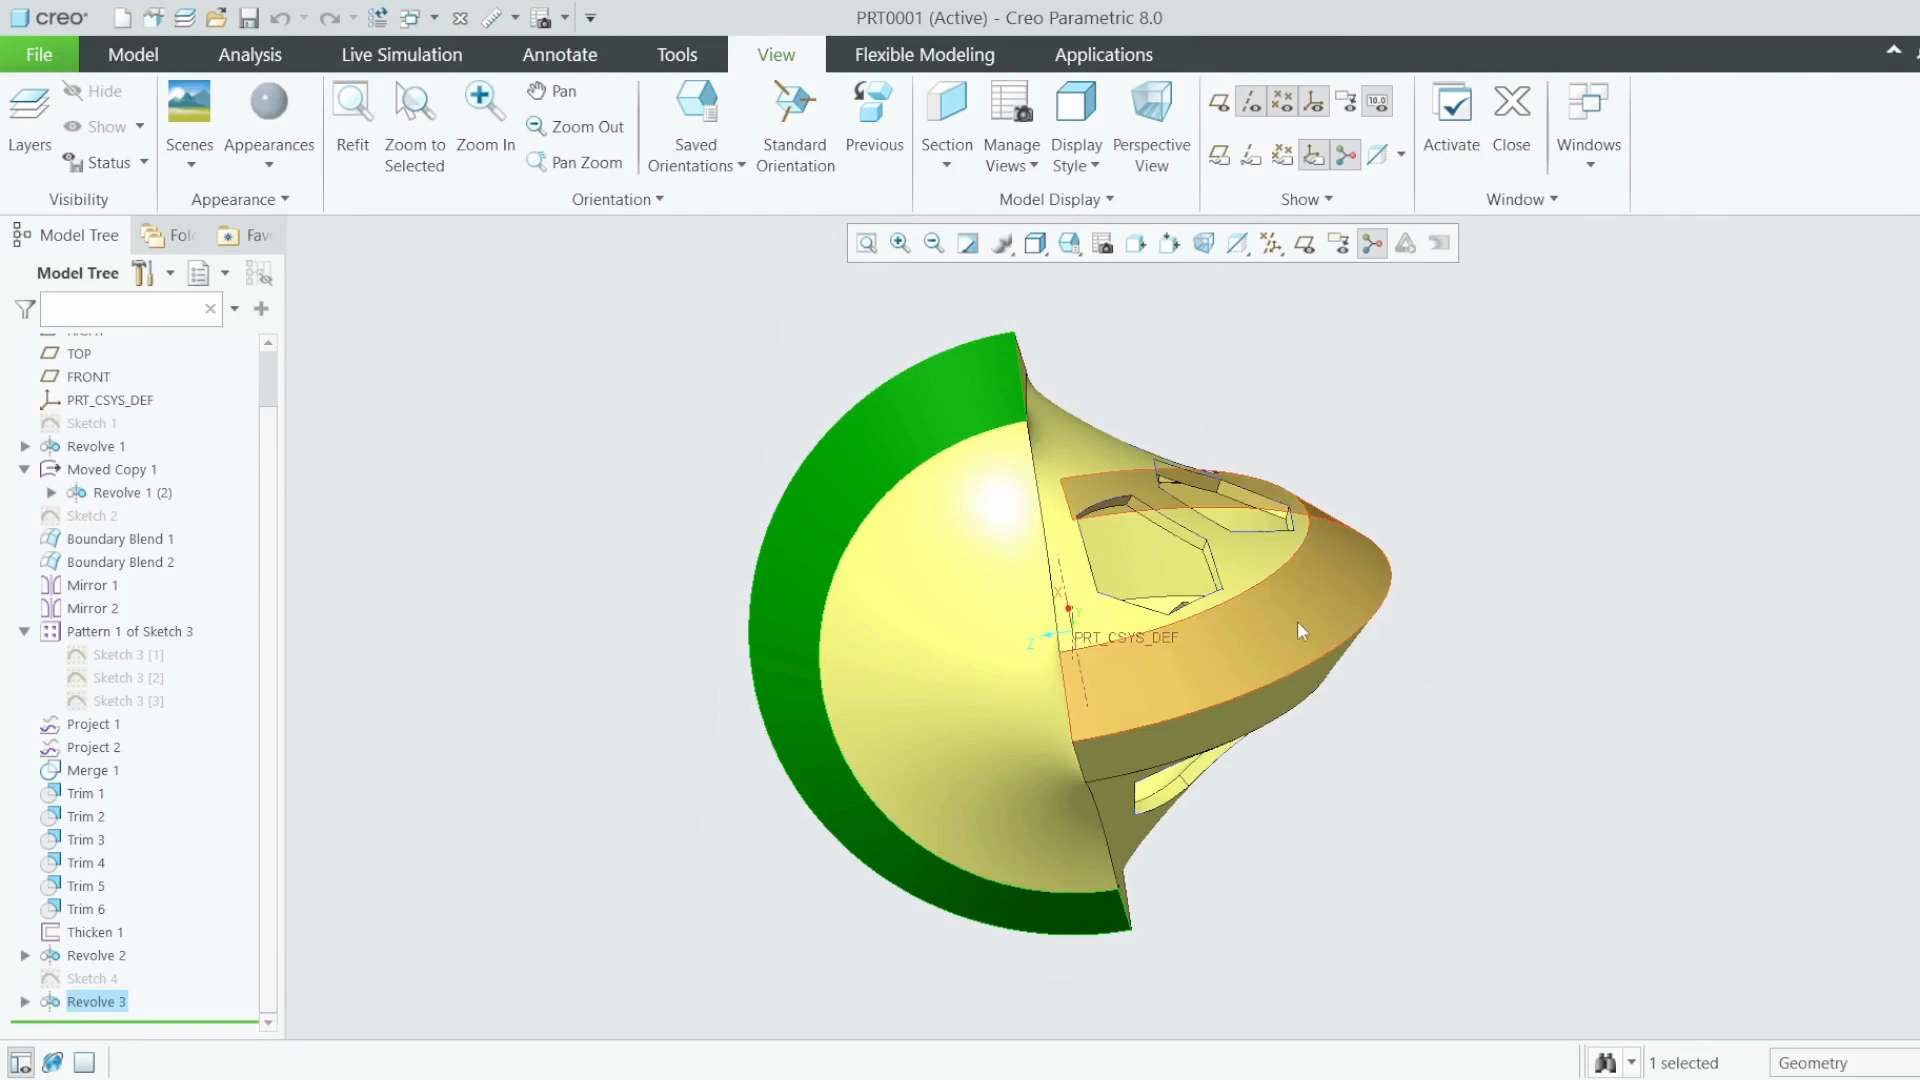 creo
PRT0001 (Active) - Creo Parametric 8.0
File Model Analysis Live Simulation Annotate Tools View Flexible Modeling Applications
Layers
Hide
Show
Status
Visibility
Scenes
Appearances
Appearance
Refit
Zoom to Selected
Zoom In
Pan
Zoom Out
Pan Zoom
Saved Orientations
Standard Orientation
Previous
Orientation
Section
Manage Views
Display Style
Perspective View
Model Display
10.0
Show
Activate
Close
Windows
Window
Model Tree
Model Tree
TOP
FRONT
PRT_CSYS_DEF
Sketch 1
Revolve 1
Moved Copy 1
Revolve 1 (2)
Sketch 2
Boundary Blend 1
Boundary Blend 2
Mirror 1
Mirror 2
Pattern 1 of Sketch 3
Sketch 3 [1]
Sketch 3 [2]
Sketch 3 [3]
Project 1
Project 2
Merge 1
Trim 1
Trim 2
Trim 3
Trim 4
Trim 5
Trim 6
Thicken 1
Revolve 2
Sketch 4
Revolve 3
X
Y
Z
PRT_CSYS_DEF
1 selected
Geometry